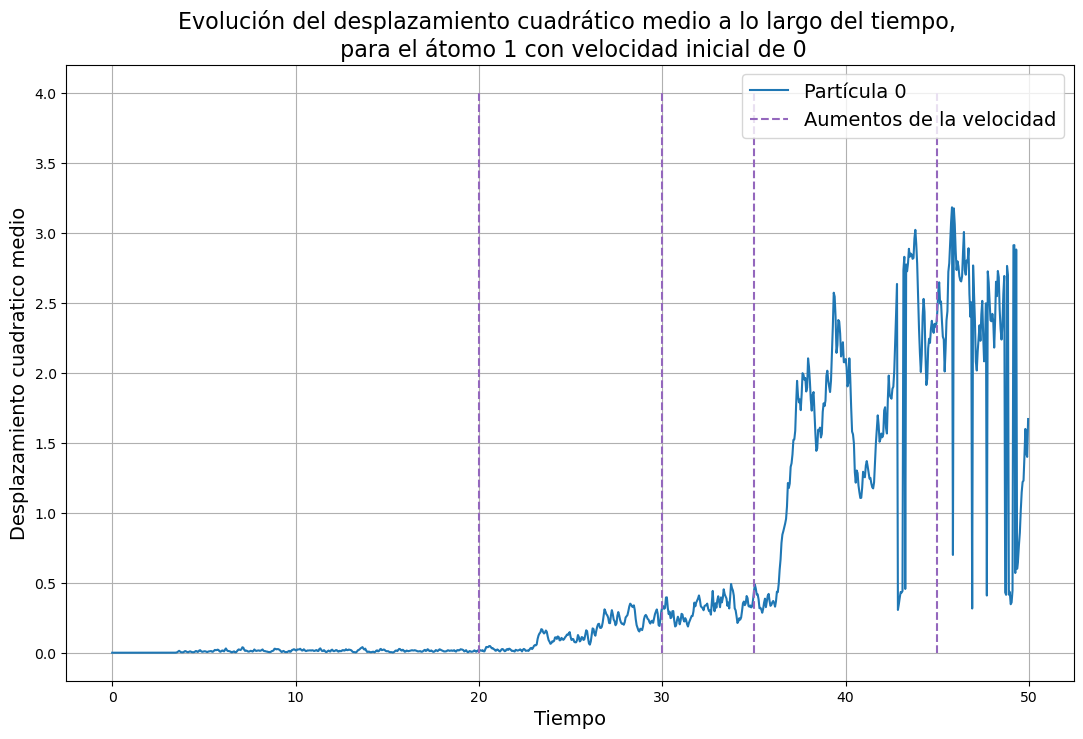 Evolución del desplazamiento cuadrático medio a lo largo del tiempo,
para el átomo 1 con velocidad inicial de 0
Partícula 0
Aumentos de la velocidad
Desplazamiento cuadratico medio
4.0
3.5
3.0
2.5
2.0
1.5
1.0
0.5
0.0
0
10
20
30
40
50
Tiempo